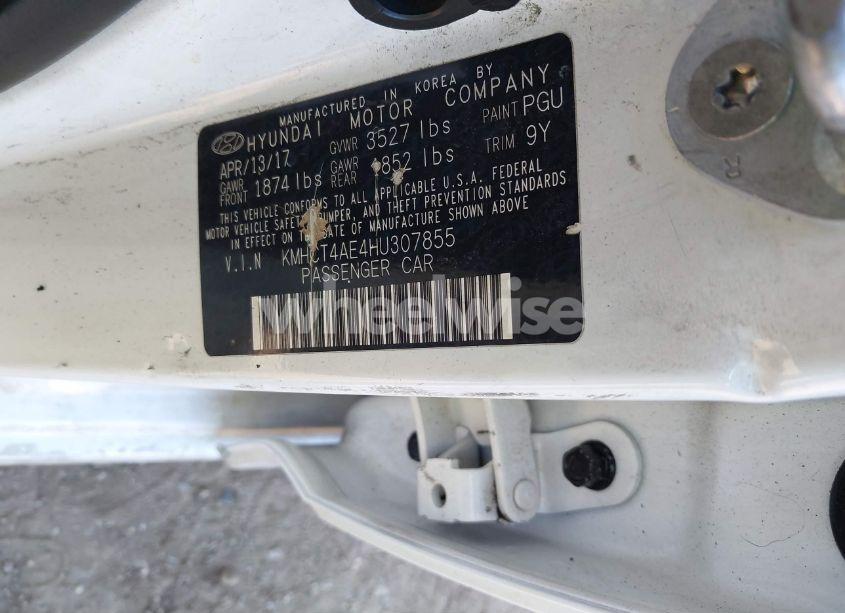 MANUFACTURED IN KOREA BY
HYUNDAI MOTOR COMPANY
APR/13/17 GVWR 3527 lbs PAINT PGU
GAWR FRONT 1874 lbs GAWR REAR 1852 lbs TRIM 9Y
THIS VEHICLE CONFORMS TO ALL APPLICABLE U.S.A. FEDERAL
MOTOR VEHICLE SAFETY, BUMPER, AND THEFT PREVENTION STANDARDS
IN EFFECT ON THE DATE OF MANUFACTURE SHOWN ABOVE
V.I.N KMHCT4AE4HU307855
PASSENGER CAR
wheelwise
R